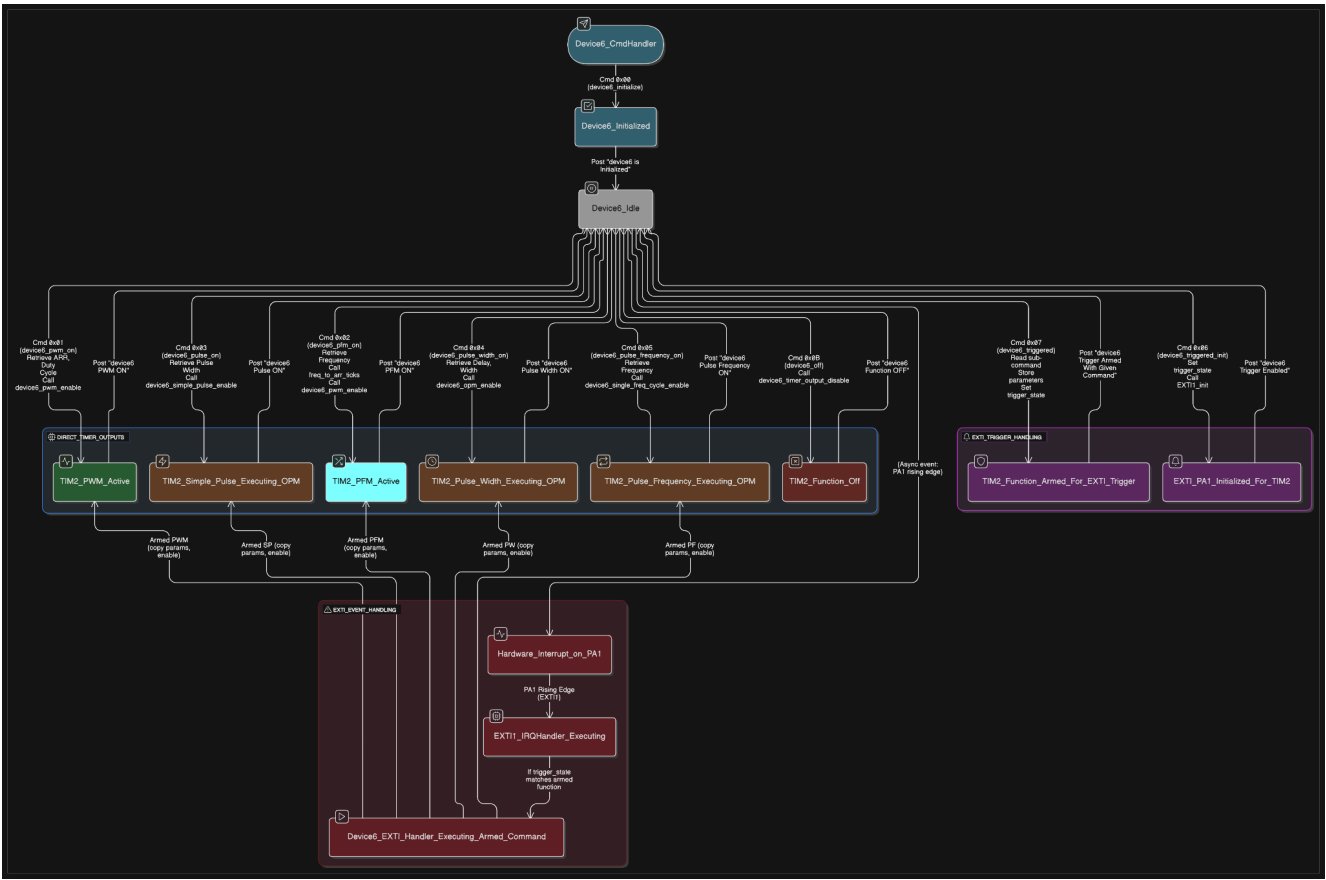 Device6_CmdHandler
Cmd 0x00
(device6_initialize)
Device6_Initialized
Post "device6 is
Initialized"
Device6_Idle
Cmd 0x01
(device6_pwm_on)
Retrieve ARR,
Duty
Cycle
Call
device6_pwm_enable
Post "device6
PWM ON"
Cmd 0x03
(device6_pulse_on)
Retrieve Pulse
Width
Call
device6_simple_pulse_enable
Post "device6
Pulse ON"
Cmd 0x02
(device6_pfm_on)
Retrieve
Frequency
Call
freq_to_arr_ticks
Call
device6_pwm_enable
Post "device6
PFM ON"
Cmd 0x04
(device6_pulse_width_on)
Retrieve Delay,
Width
Call
device6_opm_enable
Post "device6
Pulse Width ON"
Cmd 0x05
(device6_pulse_frequency_on)
Retrieve
Frequency
Call
device6_single_freq_cycle_enable
Post "device6
Pulse Frequency
ON"
Cmd 0x0B
(device6_off)
Call
device6_timer_output_disable
Post "device6
Function OFF"
(Async event:
PA1 rising edge)
Cmd 0x07
(device6_triggered)
Read sub-
command
Store
parameters
Set
trigger_state
Post "device6
Trigger Armed
With Given
Command"
Cmd 0x06
(device6_triggered_init)
Set
trigger_state
Call
EXTI1_init
Post "device6
Trigger Enabled"
DIRECT_TIMER_OUTPUTS
TIM2_PWM_Active
TIM2_Simple_Pulse_Executing_OPM
TIM2_PFM_Active
TIM2_Pulse_Width_Executing_OPM
TIM2_Pulse_Frequency_Executing_OPM
TIM2_Function_Off
EXTI_TRIGGER_HANDLING
TIM2_Function_Armed_For_EXTI_Trigger
EXTI_PA1_Initialized_For_TIM2
Armed PWM
(copy params,
enable)
Armed SP (copy
params, enable)
Armed PFM
(copy params,
enable)
Armed PW (copy
params, enable)
Armed PF (copy
params, enable)
EXTI_EVENT_HANDLING
Hardware_Interrupt_on_PA1
PA1 Rising Edge
(EXTI1)
EXTI1_IRQHandler_Executing
If trigger_state
matches armed
function
Device6_EXTI_Handler_Executing_Armed_Command